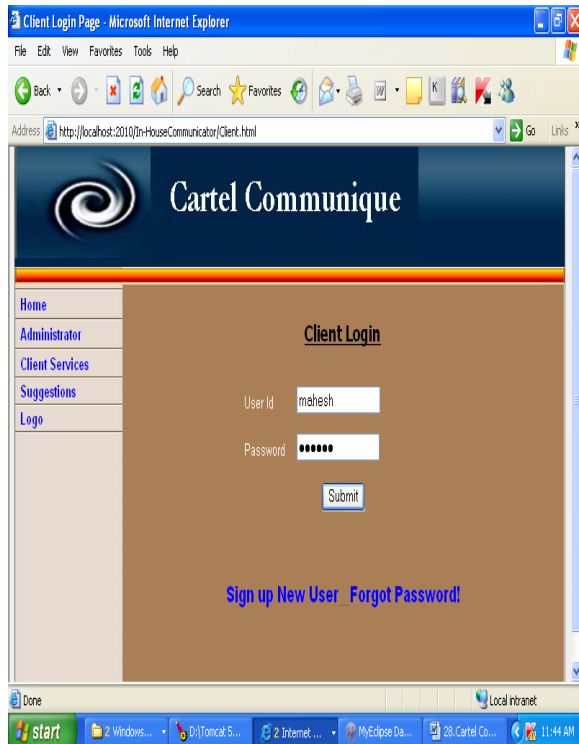 Client Login Page - Microsoft Internet Explorer
File Edit View Favorites Tools Help
Back Search Favorites W K
Address http://localhost:2010/In-HouseCommunicator/Client.html Go Links »
Cartel Communique
Home
Administrator
Client Services
Suggestions
Logo
Client Login
User Id mahesh
Password ••••••
Submit
Sign up New User__Forgot Password!
Done Local intranet
start 2 Windows... D:\Tomcat 5... 2 Internet ... MyEclipse Da... 28.Cartel Co... 11:44 AM